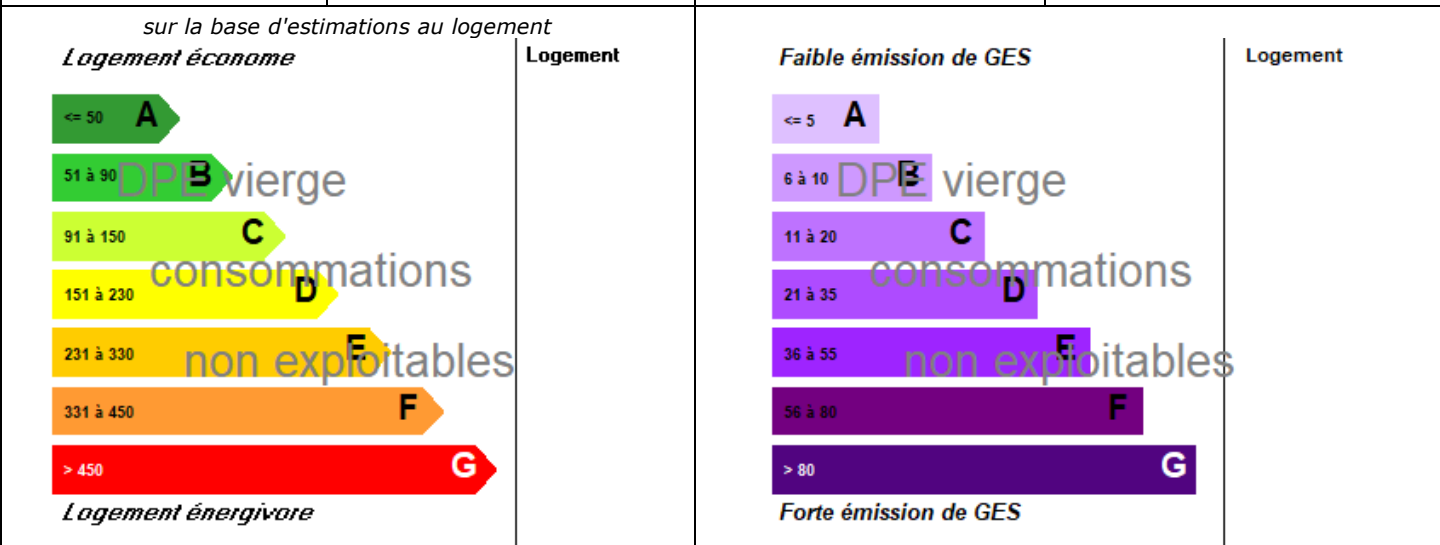 sur la base d'estimations au logement
Logement économe
Logement
<= 50 A
51 à 90 B
DPE vierge
91 à 150 C
consommations
151 à 230 D
231 à 330 E
non exploitables
331 à 450 F
> 450 G
Logement énergivore
Faible émission de GES
Logement
<= 5 A
6 à 10 B
DPE vierge
11 à 20 C
consommations
21 à 35 D
36 à 55 E
non exploitables
56 à 80 F
> 80 G
Forte émission de GES